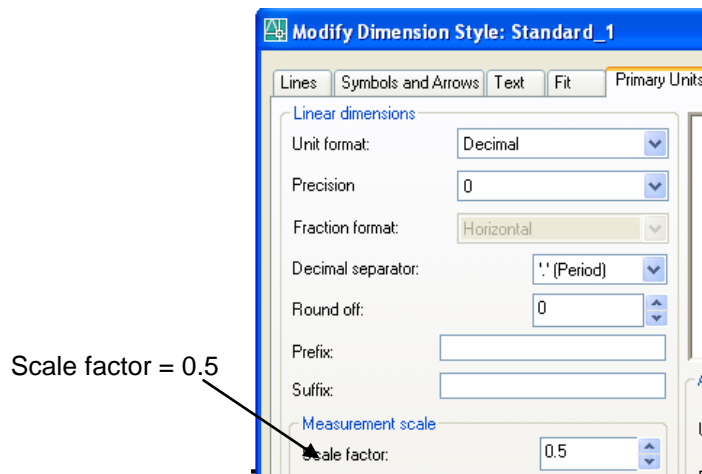 Modify Dimension Style: Standard_1
Lines Symbols and Arrows Text Fit Primary Units
Linear dimensions
Unit format: Decimal
Precision 0
Fraction format: Horizontal
Decimal separator: '.' (Period)
Round off: 0
Prefix:
Scale factor = 0.5
Suffix:
Measurement scale
Scale factor: 0.5